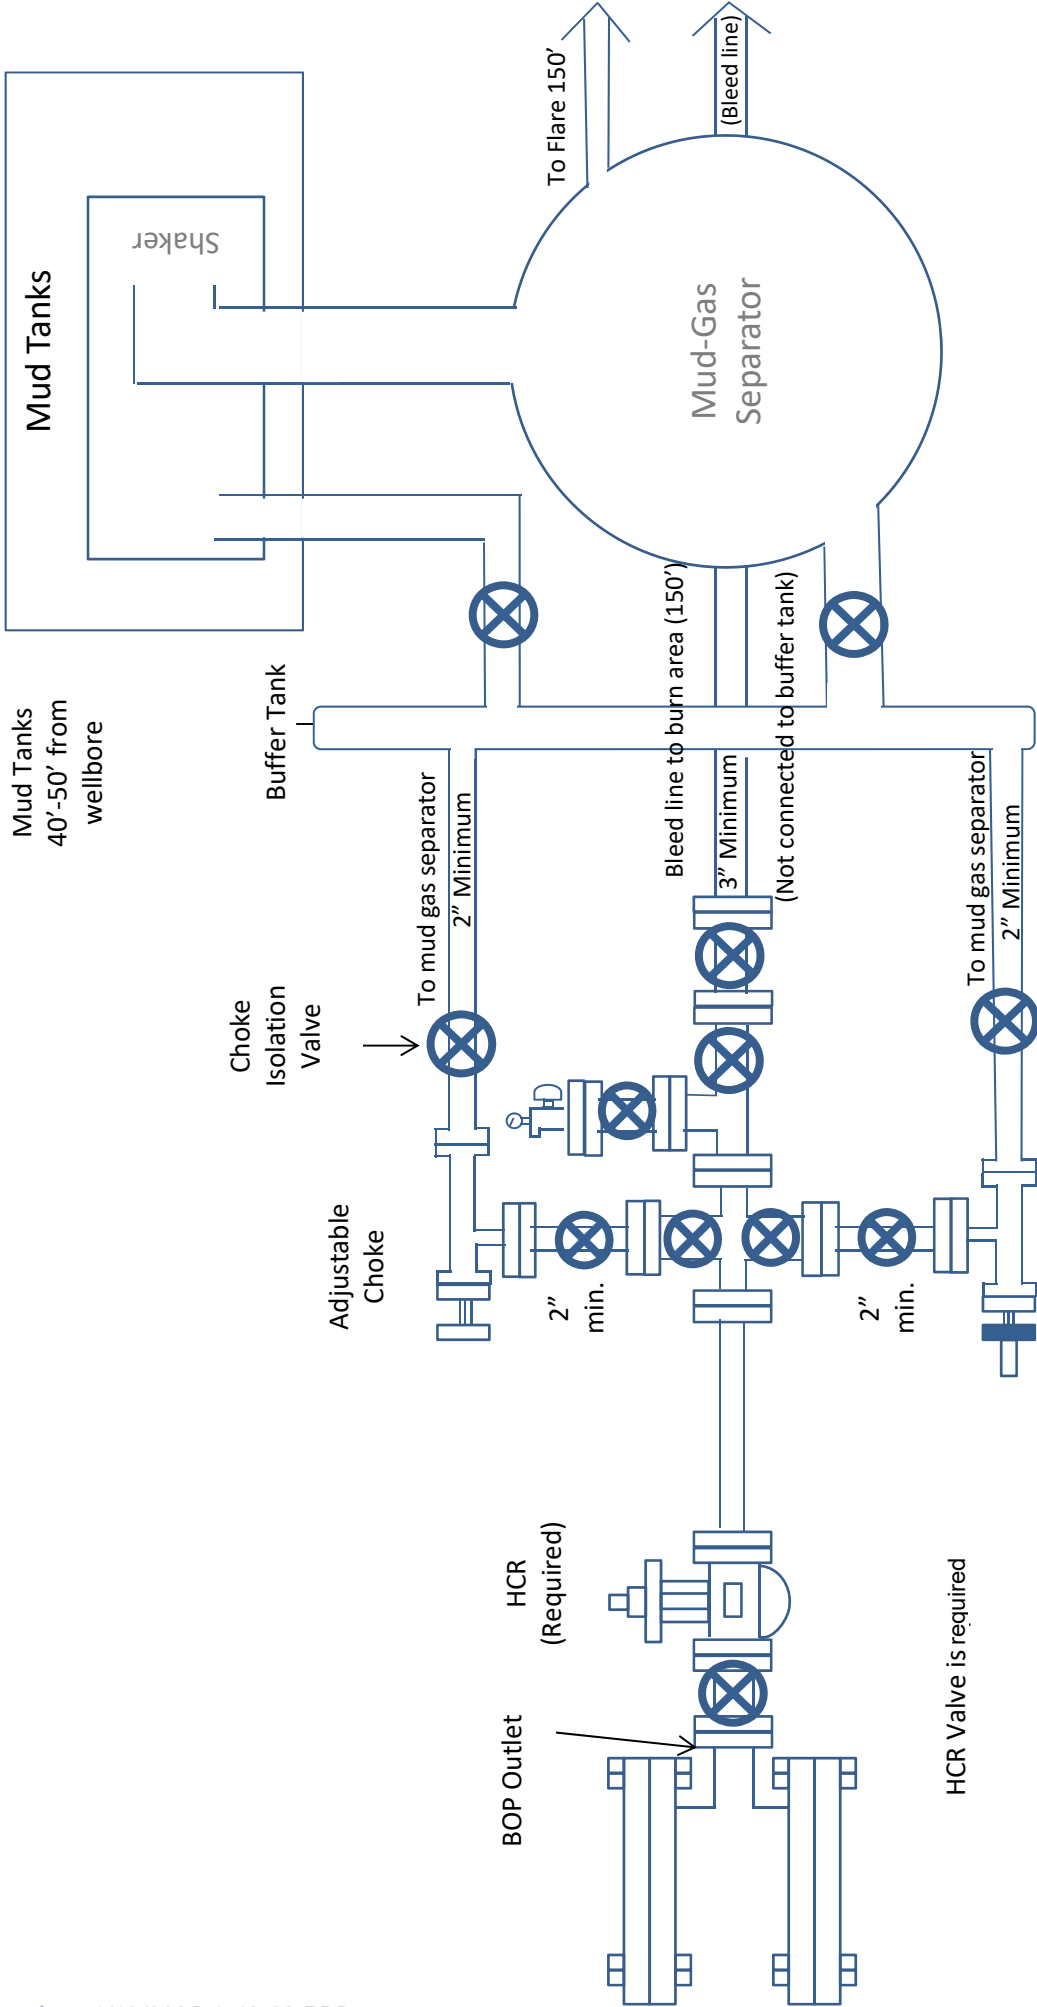 Mud Tanks
Shaker
Mud Tanks
40’-50’ from
wellbore
Buffer Tank
To Flare 150’
(Bleed line)
Mud-Gas
Separator
Choke
Isolation
Valve
To mud gas separator
2” Minimum
Bleed line to burn area (150’)
3” Minimum
(Not connected to buffer tank)
To mud gas separator
2” Minimum
Adjustable
Choke
2”
min.
2”
min.
HCR
(Required)
BOP Outlet
HCR Valve is required